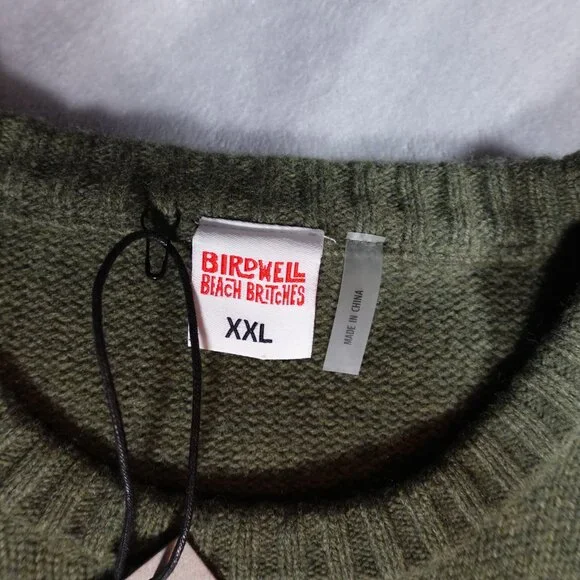 BIRDWELL
BEACH BRITCHES
XXL
MADE IN CHINA